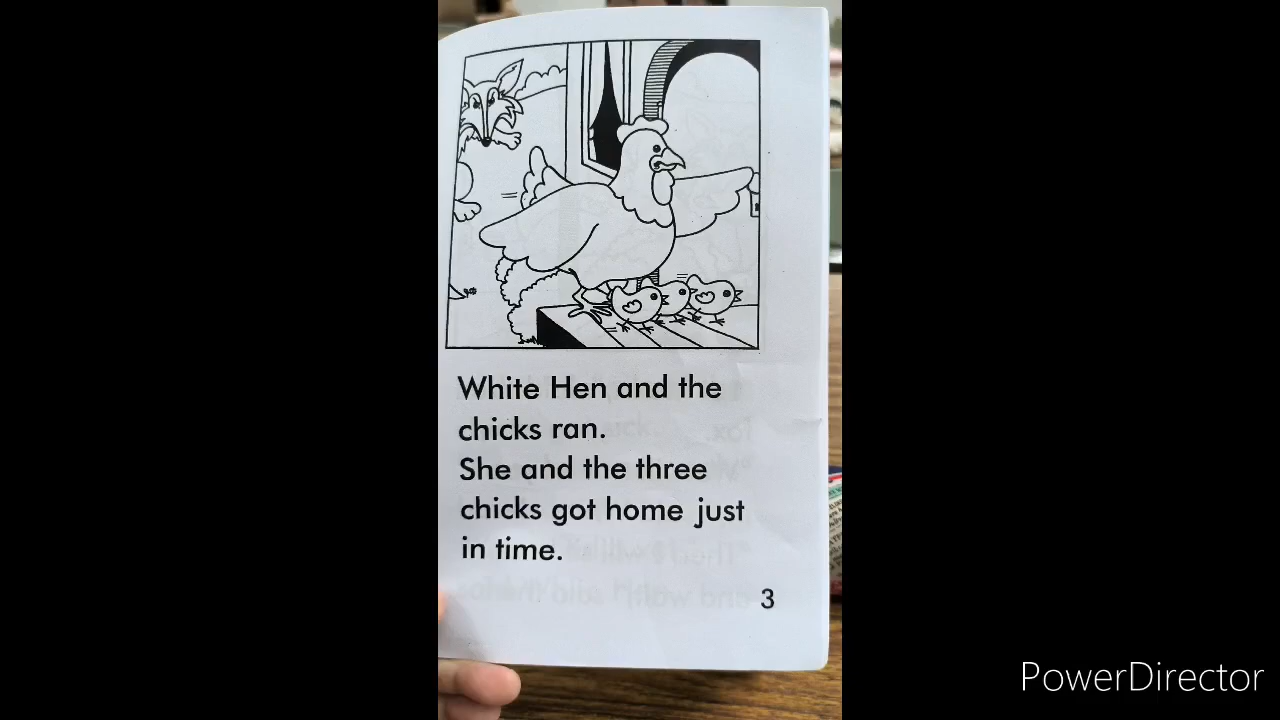 White Hen and the
chicks ran.
She and the three
chicks got home just
in time.
3
PowerDirector